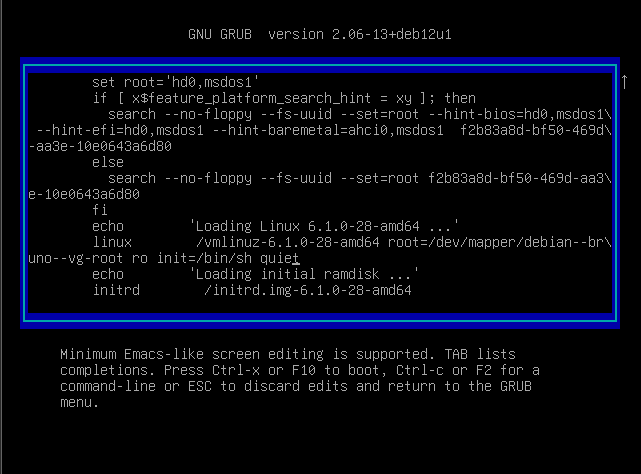 GNU GRUB  version 2.06-13+deb12u1
set root='hd0,msdos1'
if [ x$feature_platform_search_hint = xy ]; then
search --no-floppy --fs-uuid --set=root --hint-bios=hd0,msdos1\
--hint-efi=hd0,msdos1 --hint-baremetal=ahci0,msdos1  f2b83a8d-bf50-469d\
-aa3e-10e0643a6d80
else
search --no-floppy --fs-uuid --set=root f2b83a8d-bf50-469d-aa3\
e-10e0643a6d80
fi
echo        'Loading Linux 6.1.0-28-amd64 ...'
linux        /vmlinuz-6.1.0-28-amd64 root=/dev/mapper/debian--br\
uno--vg-root ro init=/bin/sh quiet
echo        'Loading initial ramdisk ...'
initrd        /initrd.img-6.1.0-28-amd64
Minimum Emacs-like screen editing is supported. TAB lists
completions. Press Ctrl-x or F10 to boot, Ctrl-c or F2 for a
command-line or ESC to discard edits and return to the GRUB
menu.